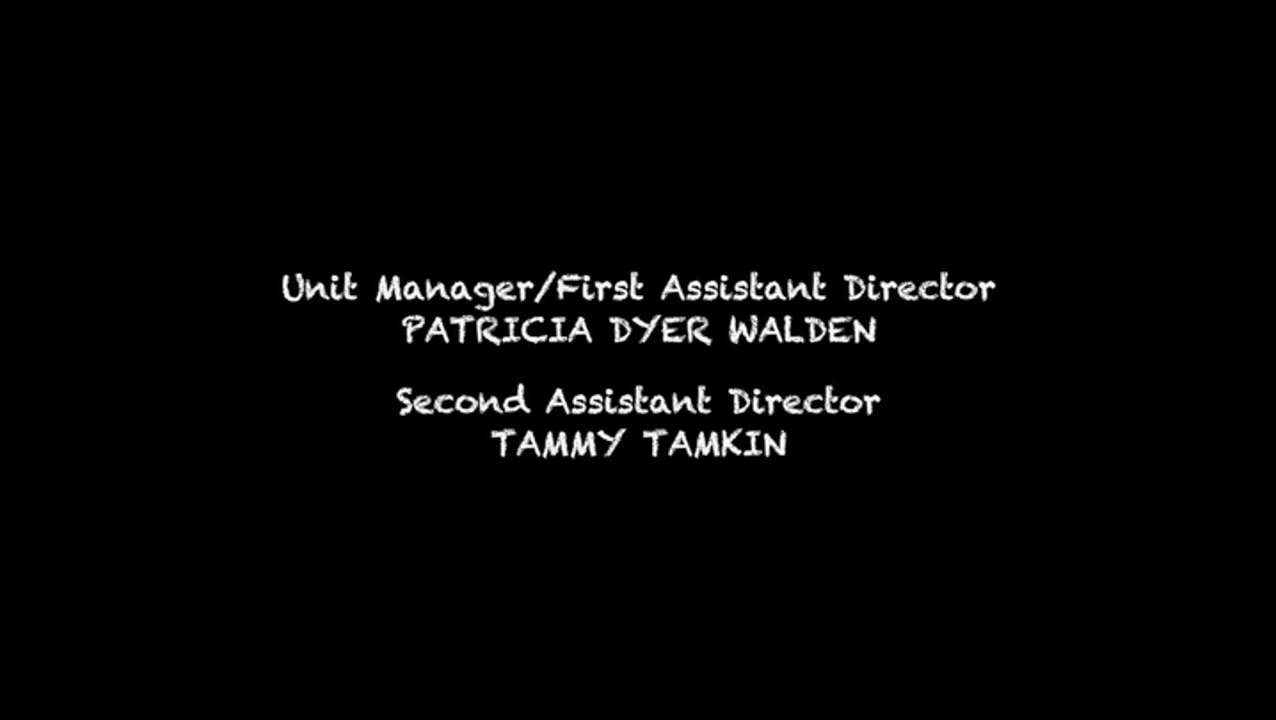 Unit Manager/First Assistant Director
PATRICIA DYER WALDEN
Second Assistant Director
TAMMY TAMKIN